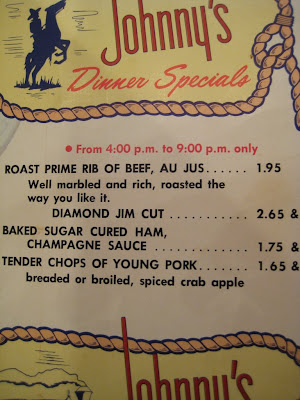 Johnny's
Dinner Specials
• From 4:00 p.m. to 9:00 p.m. only
ROAST PRIME RIB OF BEEF, AU JUS...... 1.95
Well marbled and rich, roasted the
way you like it.
DIAMOND JIM CUT ........... 2.65 &
BAKED SUGAR CURED HAM,
CHAMPAGNE SAUCE ............ 1.75 &
TENDER CHOPS OF YOUNG PORK....... 1.65 &
breaded or broiled, spiced crab apple
Johnny's